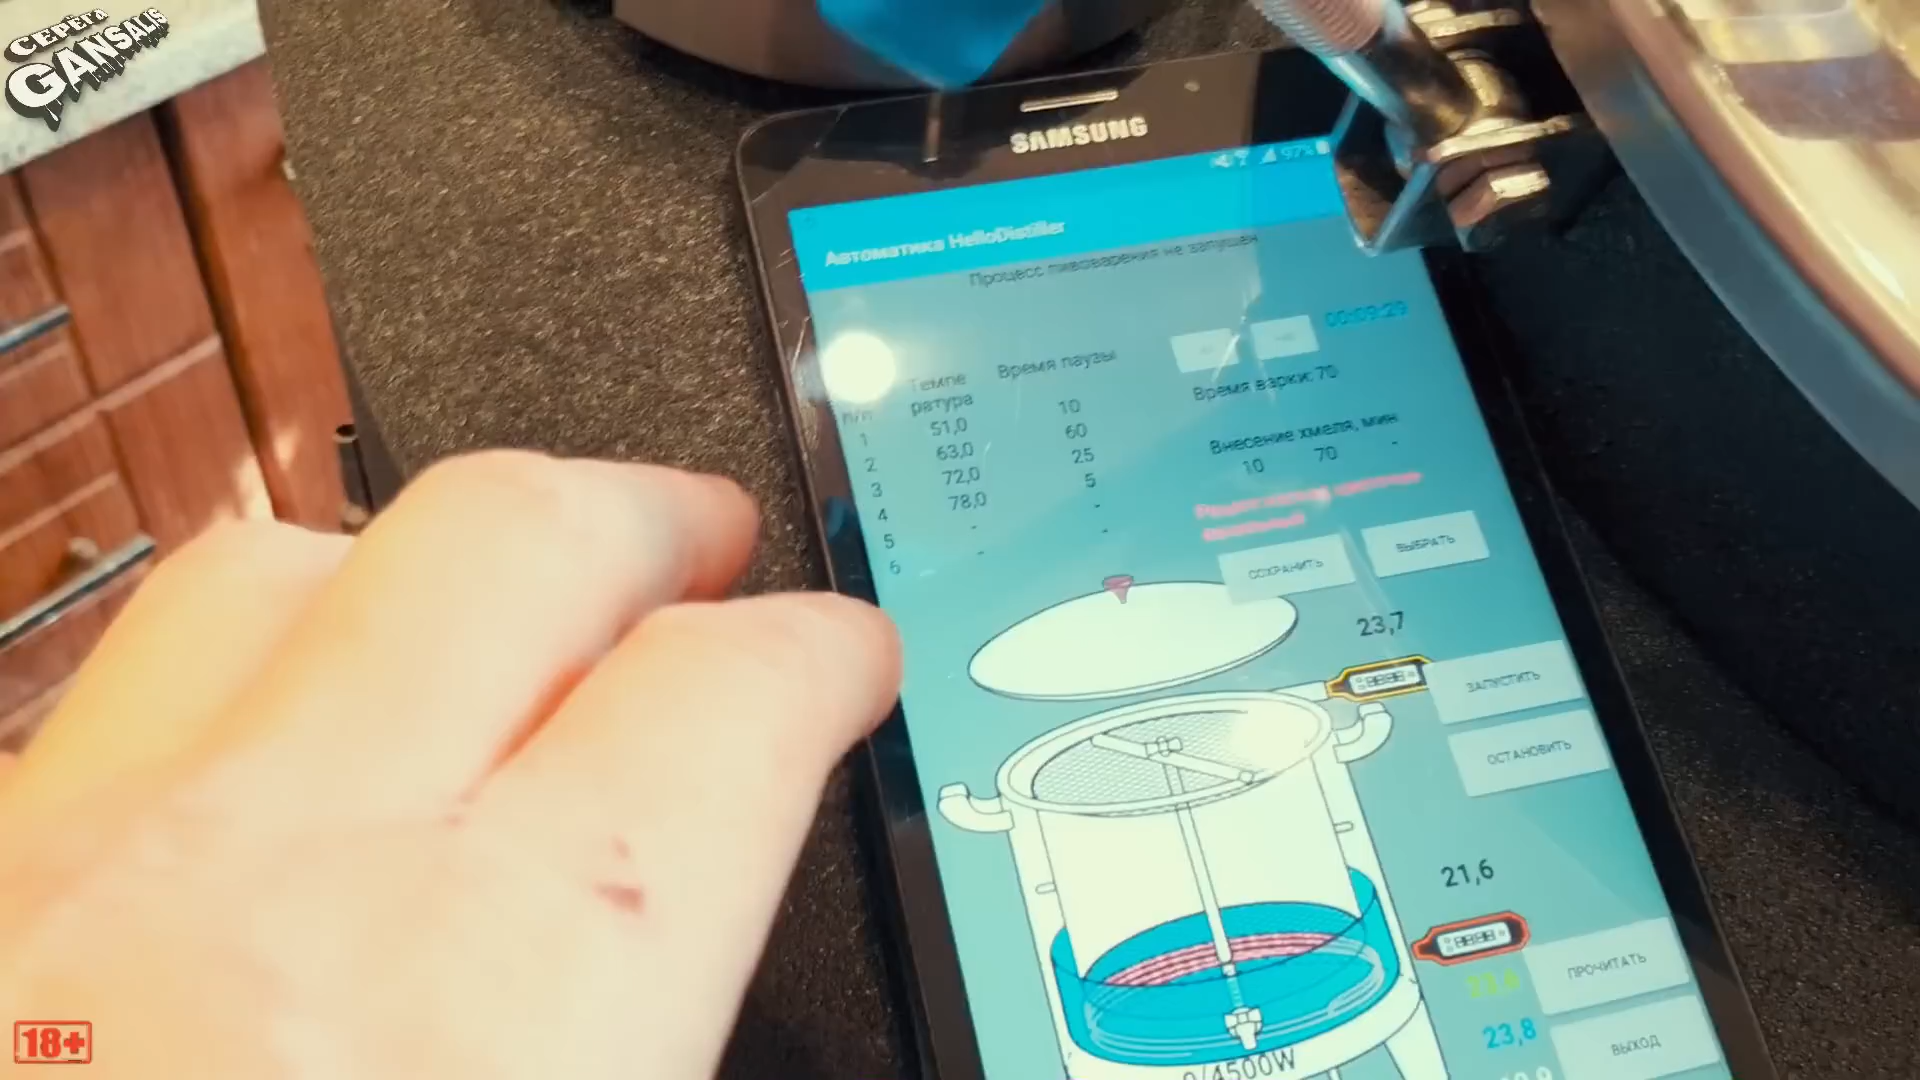 СЕРЁГА
GANSALIS
SAMSUNG
97%
Автоматика HelloDistiller
Процесс пивоварения не запущен
00:09:29
Темпе
ратура
Время паузы
Время варки: 70
п/п
1 51,0 10
2 63,0 60
3 72,0 25
4 78,0 5
5 - -
6 - -
Внесение хмеля, мин
10 70 -
СОХРАНИТЬ
ВЫБРАТЬ
23,7
ЗАПУСТИТЬ
ОСТАНОВИТЬ
21,6
ПРОЧИТАТЬ
23,8
ВЫХОД
0/4500W
18+